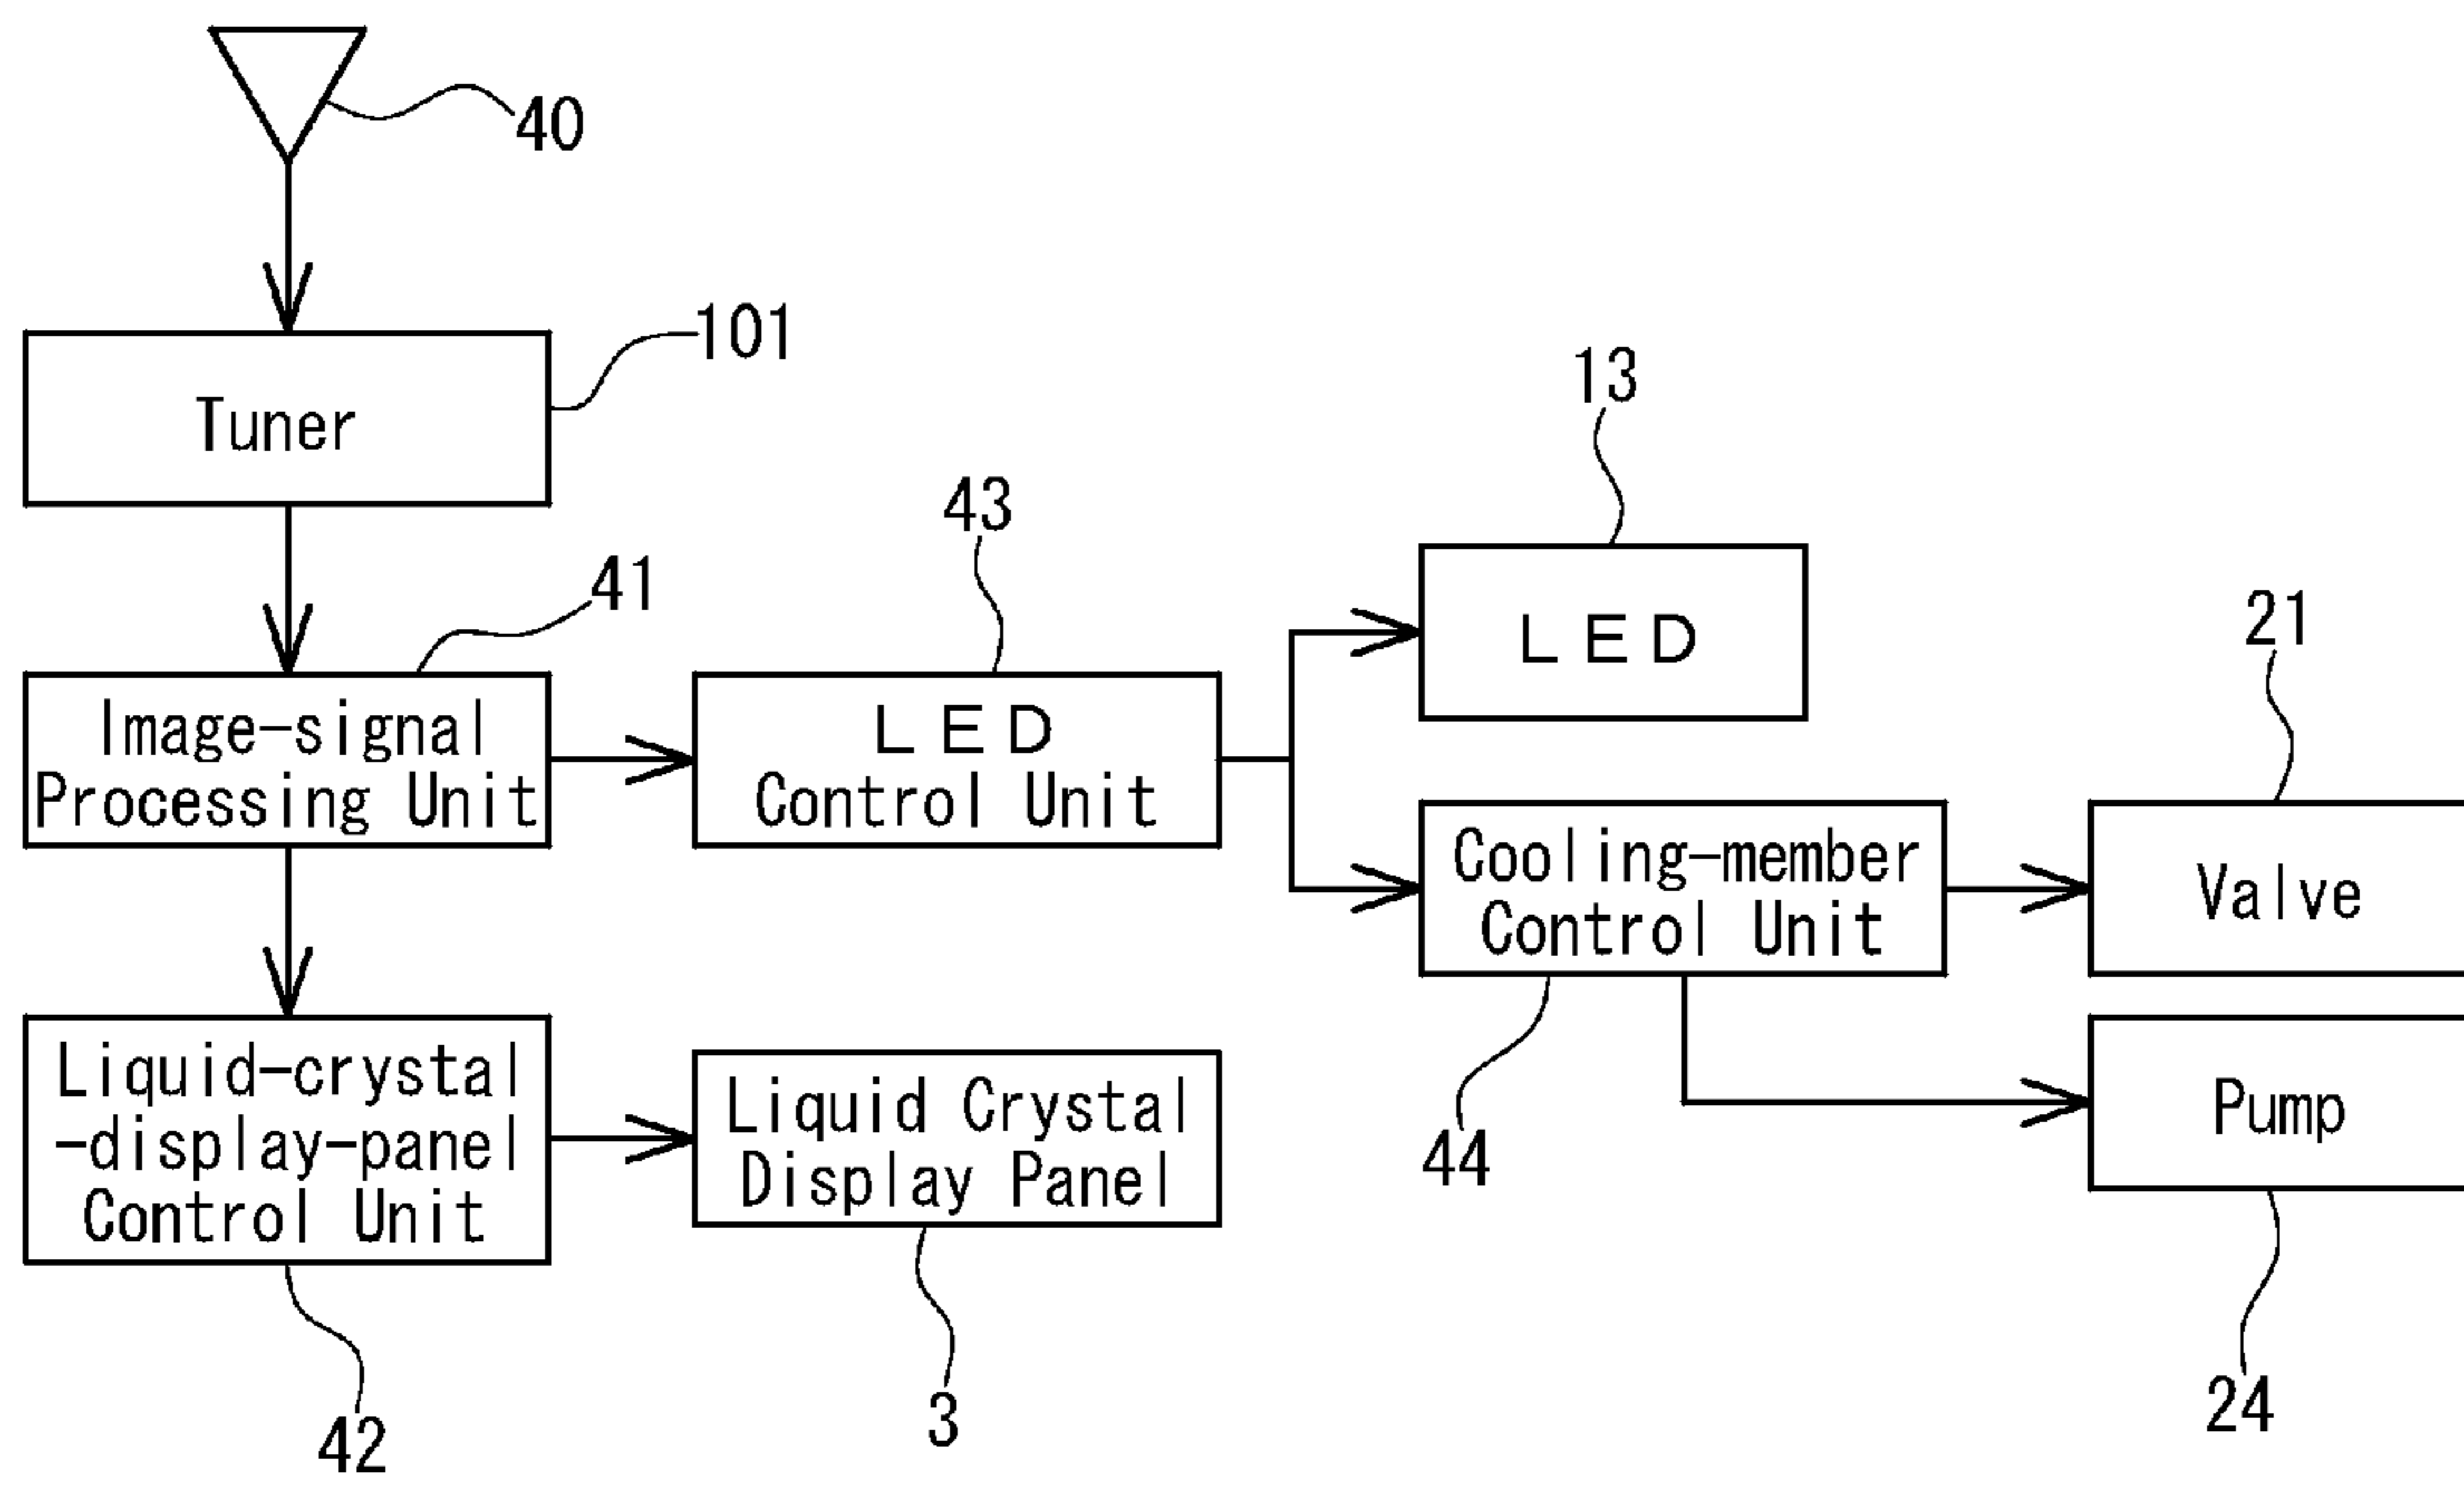 40
101
Tuner
13
43
41
21
LED
Image-signal
Processing Unit
LED
Control Unit
Cooling-member
Control Unit
Valve
Liquid-crystal
-display-panel
Control Unit
Liquid Crystal
Display Panel
Pump
44
3
24
42